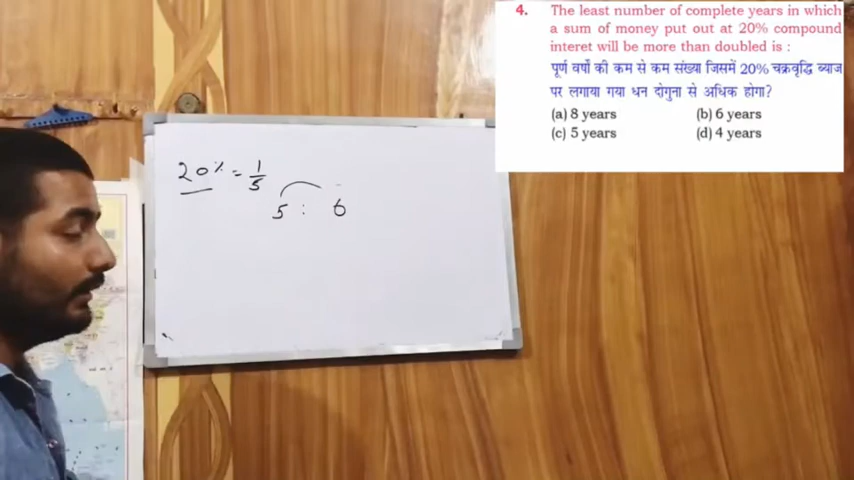 4. The least number of complete years in which
a sum of money put out at 20% compound
interet will be more than doubled is :
पूर्ण वर्षों की कम से कम संख्या जिसमें 20% चक्रवृद्धि ब्याज
पर लगाया गया धन दोगुना से अधिक होगा?
(a) 8 years (b) 6 years
(c) 5 years (d) 4 years
20% = 1/5
5 : 6